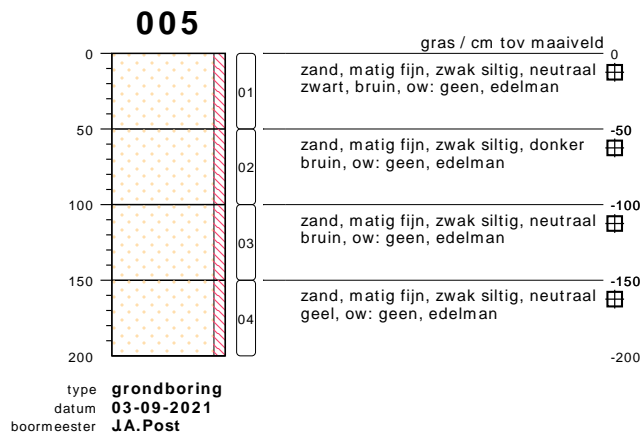 005
gras / cm tov maaiveld
0 0
zand, matig fijn, zwak siltig, neutraal
zwart, bruin, ow: geen, edelman
01
50 -50
zand, matig fijn, zwak siltig, donker
bruin, ow: geen, edelman
02
100 -100
zand, matig fijn, zwak siltig, neutraal
bruin, ow: geen, edelman
03
150 -150
zand, matig fijn, zwak siltig, neutraal
geel, ow: geen, edelman
04
200 -200
type grondboring
datum 03-09-2021
boormeester J.A.Post